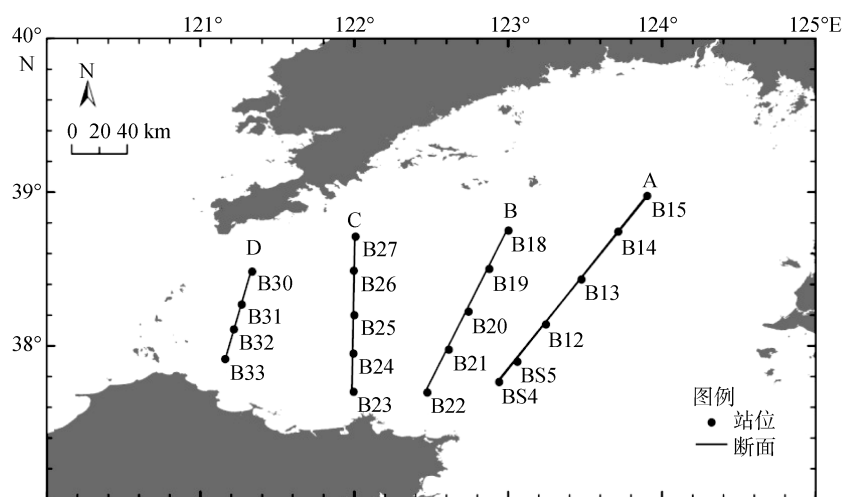 121° 122° 123° 124° 125°E
40°
N
N
0 20 40 km
39°
A
B15
B
C
B18
B14
B27
D
B19
B26
B30
B13
B31
B25
B20
B12
B32
38°
B24
B21
BS5
B33
BS4
B23
B22
图例
站位
断面